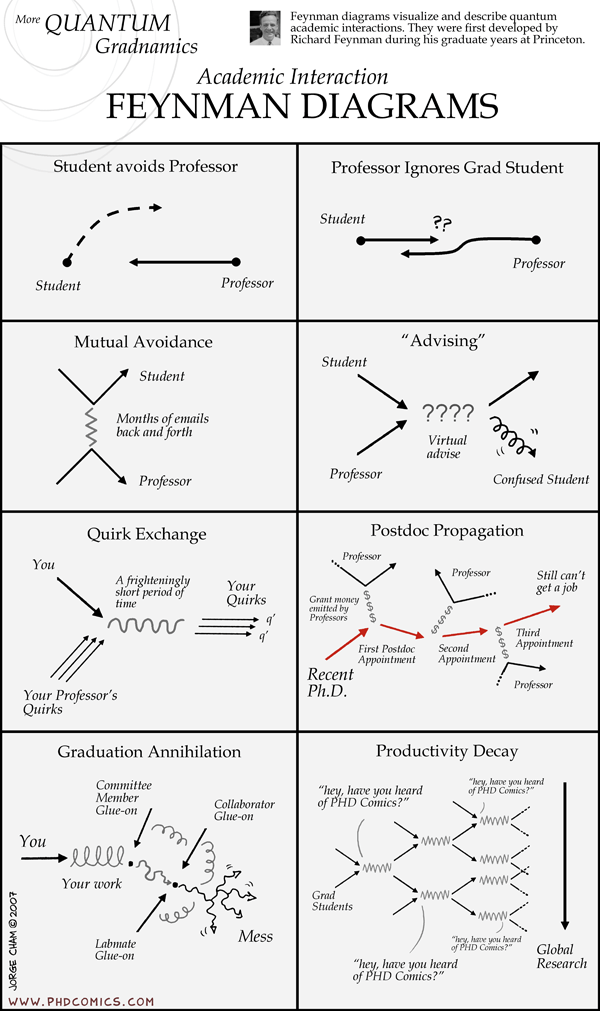 More QUANTUM
Gradnamics
Feynman diagrams visualize and describe quantum
academic interactions. They were first developed by
Richard Feynman during his graduate years at Princeton.
Academic Interaction
FEYNMAN DIAGRAMS
Student avoids Professor
Student
Professor
Professor Ignores Grad Student
Student
??
Professor
Mutual Avoidance
Student
Months of emails
back and forth
Professor
“Advising”
Student
????
Virtual
advise
Professor
Confused Student
Quirk Exchange
You
A frighteningly
short period of
time
Your
Quirks
q'
q'
Your Professor's
Quirks
Postdoc Propagation
Professor
Grant money
emitted by
Professors
$$$$
Professor
$$$$
Still can't
get a job
First Postdoc
Appointment
Second
Appointment
Third
Appointment
$$$$
Recent
Ph.D.
Professor
Graduation Annihilation
Committee
Member
Glue-on
Collaborator
Glue-on
You
Your work
Labmate
Glue-on
Mess
Productivity Decay
“hey, have you heard
of PHD Comics?”
“hey, have you heard
of PHD Comics?”
Grad
Students
“hey, have you heard
of PHD Comics?”
“hey, have you heard
of PHD Comics?”
Global
Research
JORGE CHAM © 2007
WWW.PHDCOMICS.COM